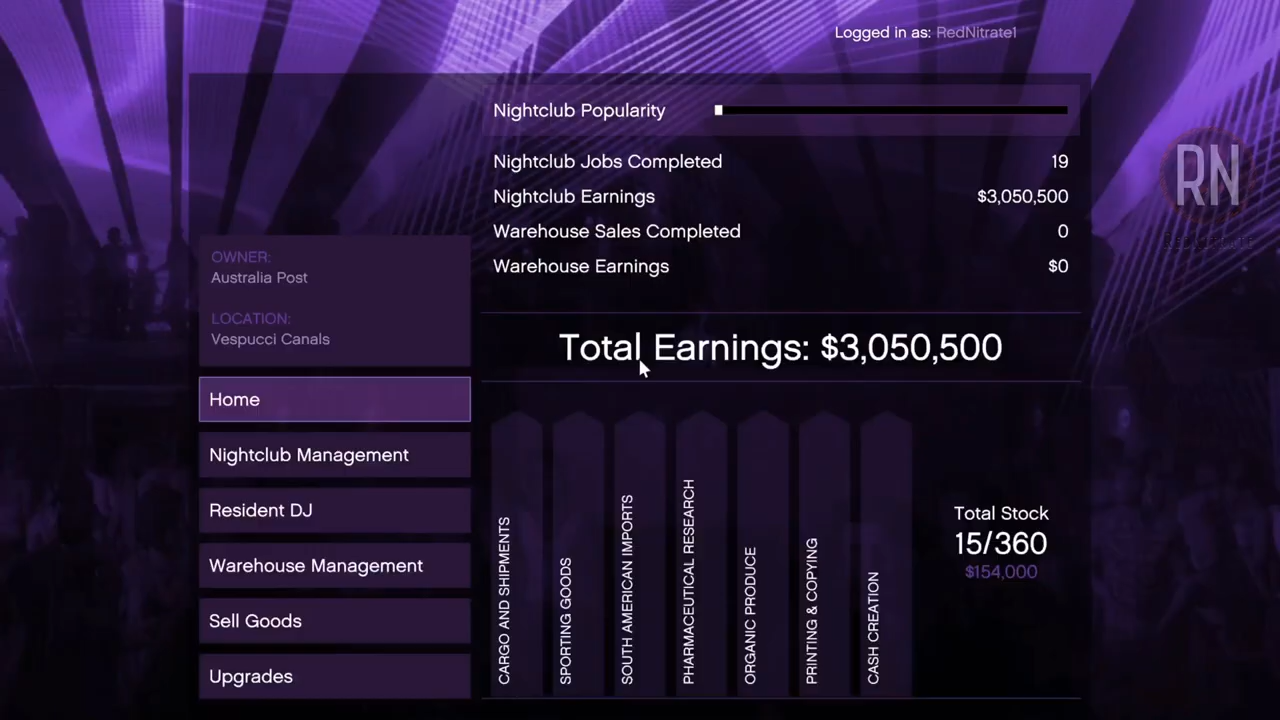 Logged in as: RedNitrate1
Nightclub Popularity
Nightclub Jobs Completed 19
Nightclub Earnings $3,050,500
Warehouse Sales Completed 0
Warehouse Earnings $0
RN
OWNER:
Australia Post
LOCATION:
Vespucci Canals
Total Earnings: $3,050,500
Home
Nightclub Management
Resident DJ
Warehouse Management
Sell Goods
Upgrades
CARGO AND SHIPMENTS
SPORTING GOODS
SOUTH AMERICAN IMPORTS
PHARMACEUTICAL RESEARCH
ORGANIC PRODUCE
PRINTING & COPYING
CASH CREATION
Total Stock
15/360
$154,000